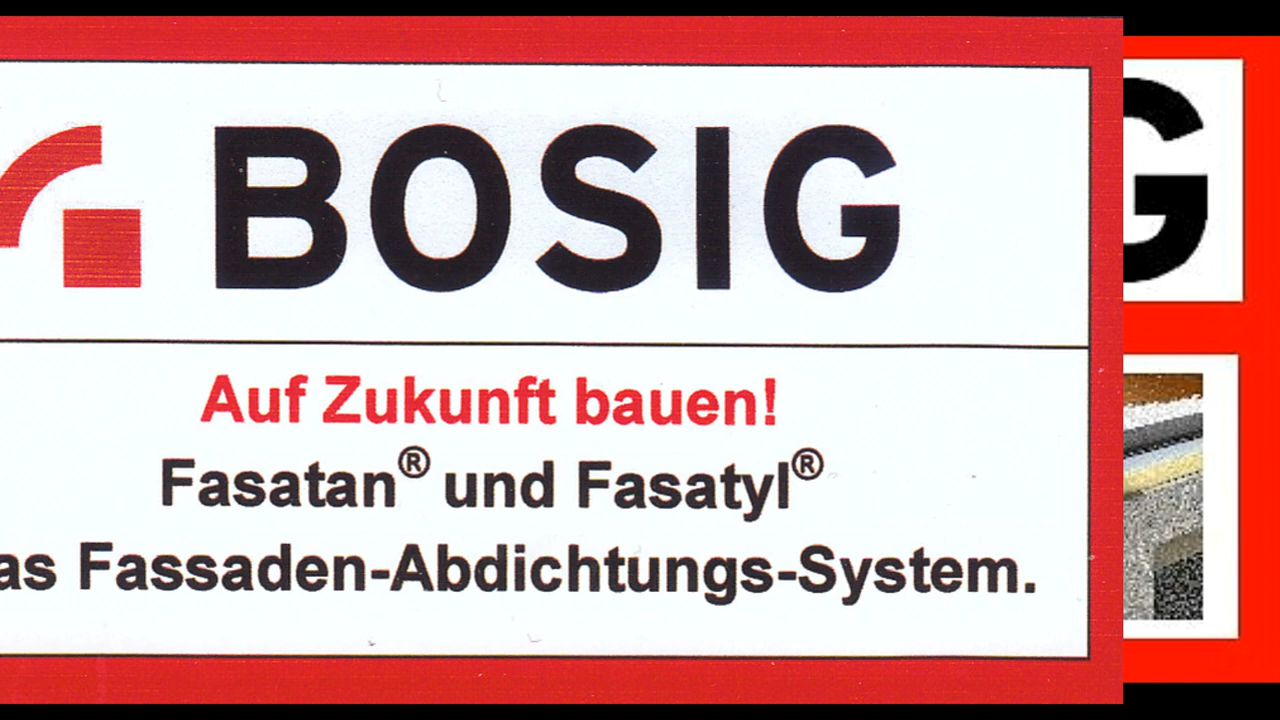 BOSIG
Auf Zukunft bauen!
Fasatan® und Fasatyl®
as Fassaden-Abdichtungs-System.
G